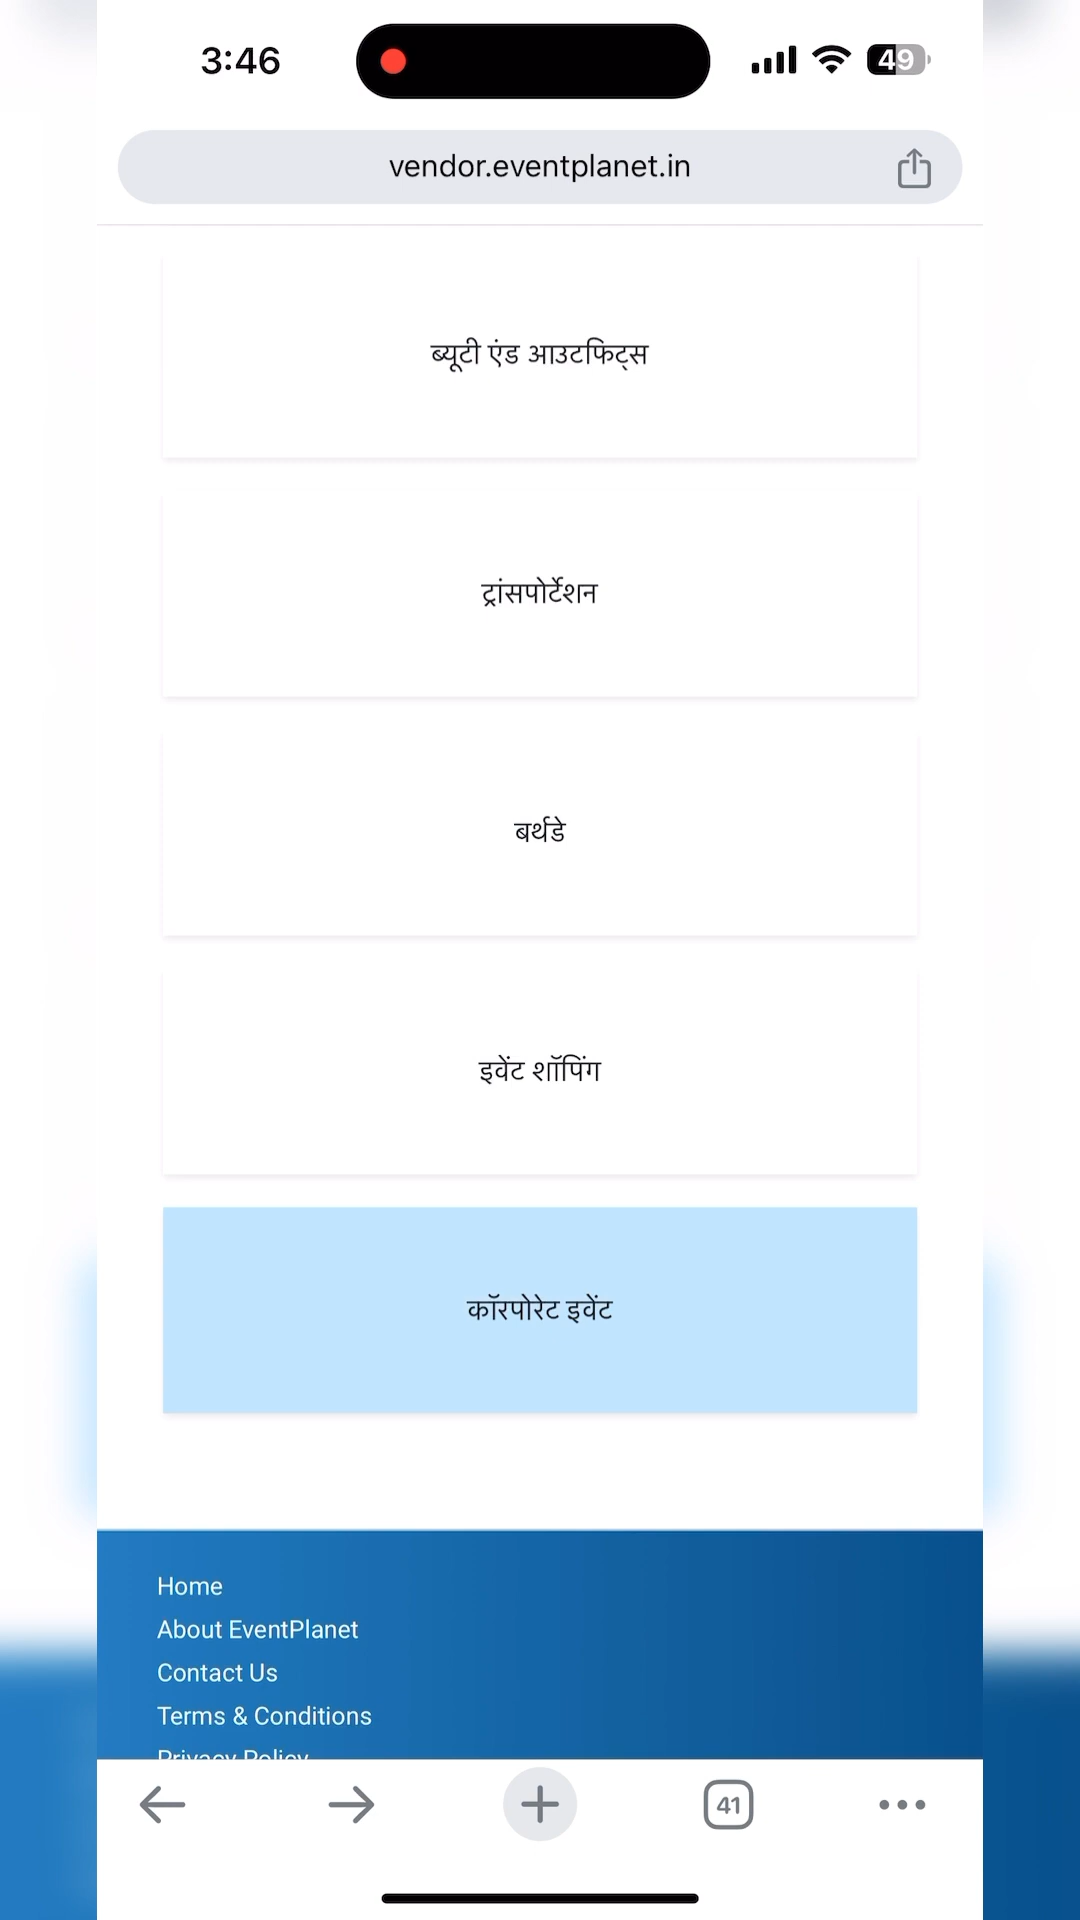 3:46
49
vendor.eventplanet.in
ब्यूटी एंड आउटफिट्स
ट्रांसपोर्टेशन
बर्थडे
इवेंट शॉपिंग
कॉरपोरेट इवेंट
Home
About EventPlanet
Contact Us
Terms & Conditions
Privacy Policy
41